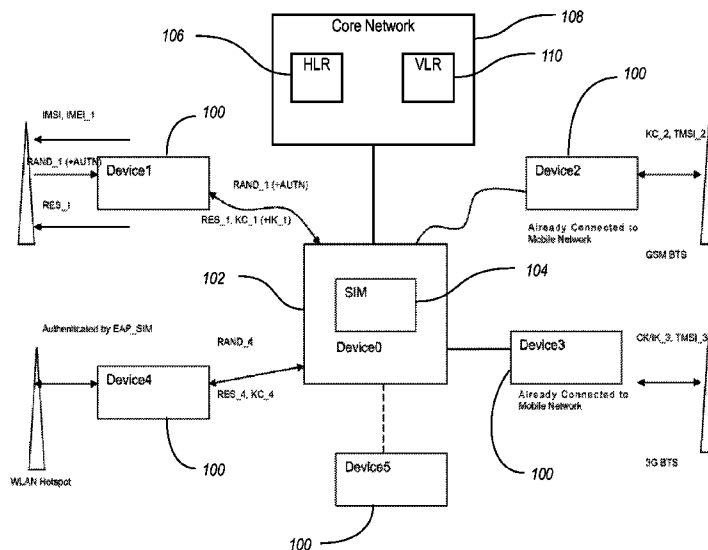 Core Network
106
HLR
VLR
108
110
100
IMSI, IMEI_1
RAND_1 (+AUTN)
Device1
RES_1
RAND_1 (+AUTN)
RES_1, KC_1 (+IK_1)
100
KC_2, TMSI_2
Device2
Already Connected to
Mobile Network
GSM BTS
102
SIM
104
Device0
Authenticated by EAP_SIM
RAND_4
Device4
RES_4, KC_4
100
WLAN Hotspot
Device3
CK/IK_3, TMSI_3
Already Connected to
Mobile Network
100
3G BTS
Device5
100